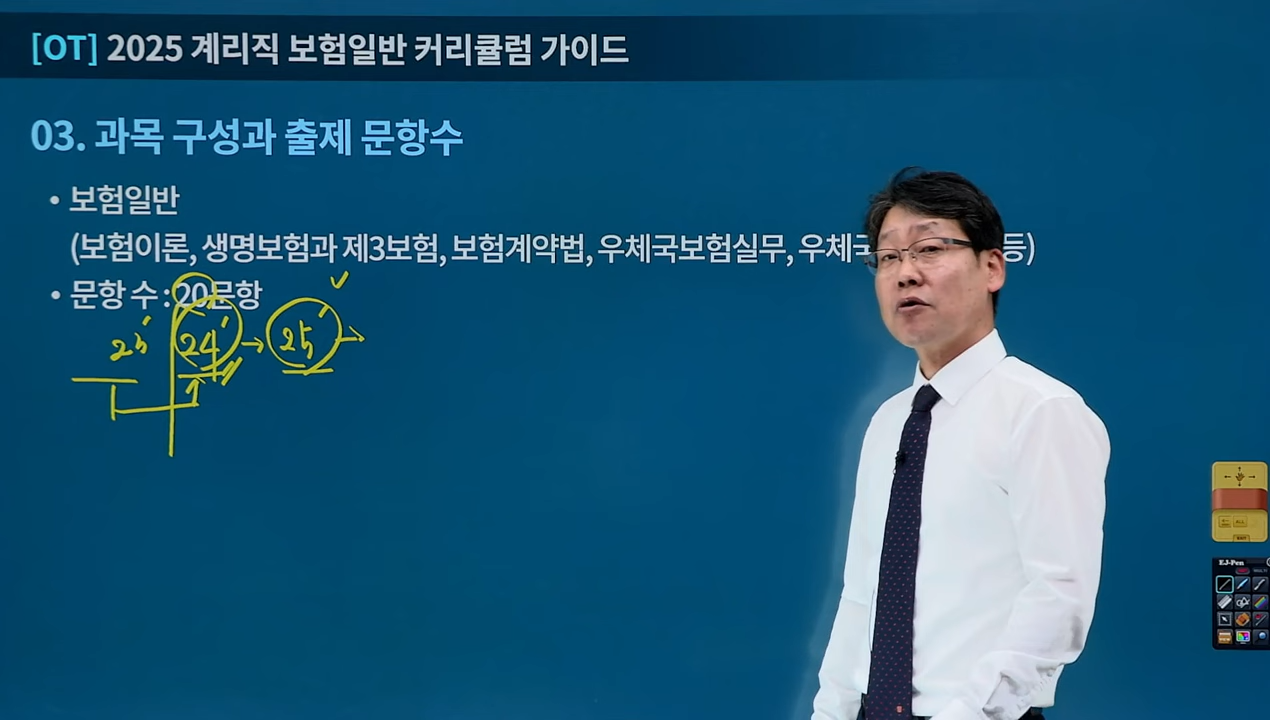 [OT] 2025 계리직 보험일반 커리큘럼 가이드
03. 과목 구성과 출제 문항수
• 보험일반
(보험이론, 생명보험과 제3보험, 보험계약법, 우체국보험실무, 우체국 등)
• 문항 수 : 20문항
24' → 25' →
EJ-Pen